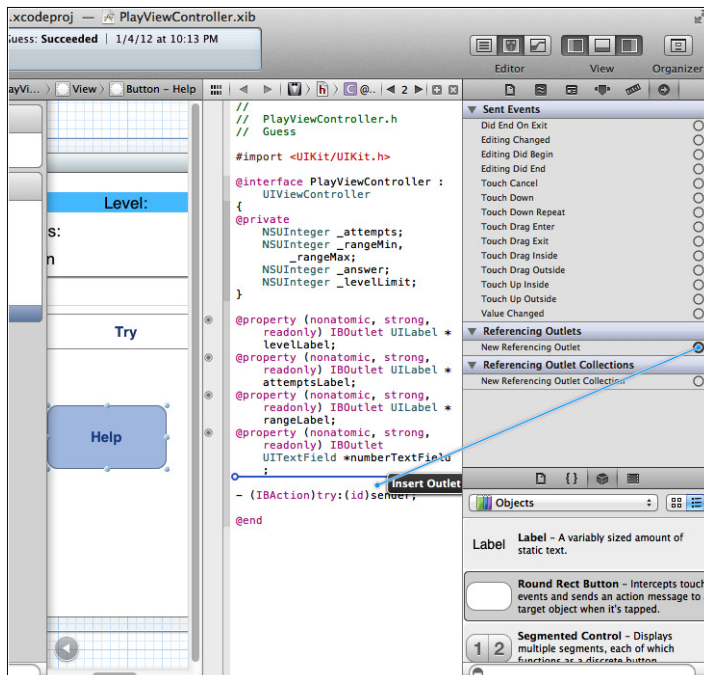 .xcodeproj — PlayViewController.xib
Guess: Succeeded | 1/4/12 at 10:13 PM
Editor
View
Organizer
View
Button – Help
@..
2
Level:
s:
n
Try
Help
//
// PlayViewController.h
// Guess
#import <UIKit/UIKit.h>
@interface PlayViewController :
UIViewController
{
@private
NSUInteger _attempts;
NSUInteger _rangeMin,
_rangeMax;
NSUInteger _answer;
NSUInteger _levelLimit;
}
@property (nonatomic, strong,
readonly) IBOutlet UILabel *
levelLabel;
@property (nonatomic, strong,
readonly) IBOutlet UILabel *
attemptsLabel;
@property (nonatomic, strong,
readonly) IBOutlet UILabel *
rangeLabel;
@property (nonatomic, strong,
readonly) IBOutlet
UITextField *numberTextField
;
Insert Outlet
- (IBAction)try:(id)sender;
@end
Sent Events
Did End On Exit
Editing Changed
Editing Did Begin
Editing Did End
Touch Cancel
Touch Down
Touch Down Repeat
Touch Drag Enter
Touch Drag Exit
Touch Drag Inside
Touch Drag Outside
Touch Up Inside
Touch Up Outside
Value Changed
Referencing Outlets
New Referencing Outlet
Referencing Outlet Collections
New Referencing Outlet Collection
Objects
Label
Label – A variably sized amount of
static text.
Round Rect Button – Intercepts touch
events and sends an action message to a
target object when it's tapped.
1 2
Segmented Control – Displays
multiple segments, each of which
functions as a discrete button.